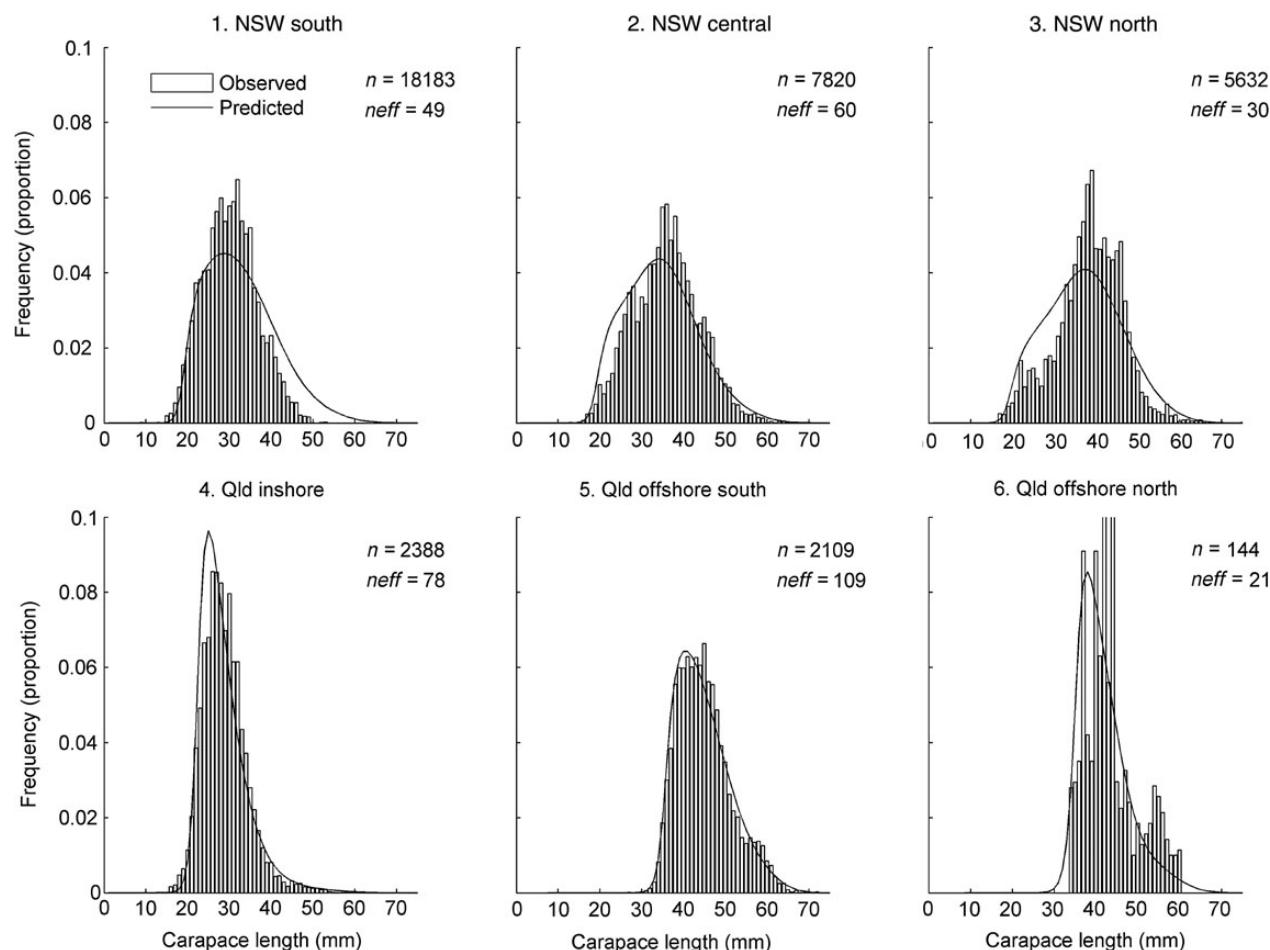 1. NSW south
2. NSW central
3. NSW north
0.1
0.08
0.06
0.04
0.02
0
Frequency (proportion)
Observed
Predicted
n = 18183
neff = 49
0 10 20 30 40 50 60 70
n = 7820
neff = 60
0 10 20 30 40 50 60 70
n = 5632
neff = 30
0 10 20 30 40 50 60 70
4. Qld inshore
5. Qld offshore south
6. Qld offshore north
0.1
0.08
0.06
0.04
0.02
0
Frequency (proportion)
n = 2388
neff = 78
0 10 20 30 40 50 60 70
Carapace length (mm)
n = 2109
neff = 109
0 10 20 30 40 50 60 70
Carapace length (mm)
n = 144
neff = 21
0 10 20 30 40 50 60 70
Carapace length (mm)